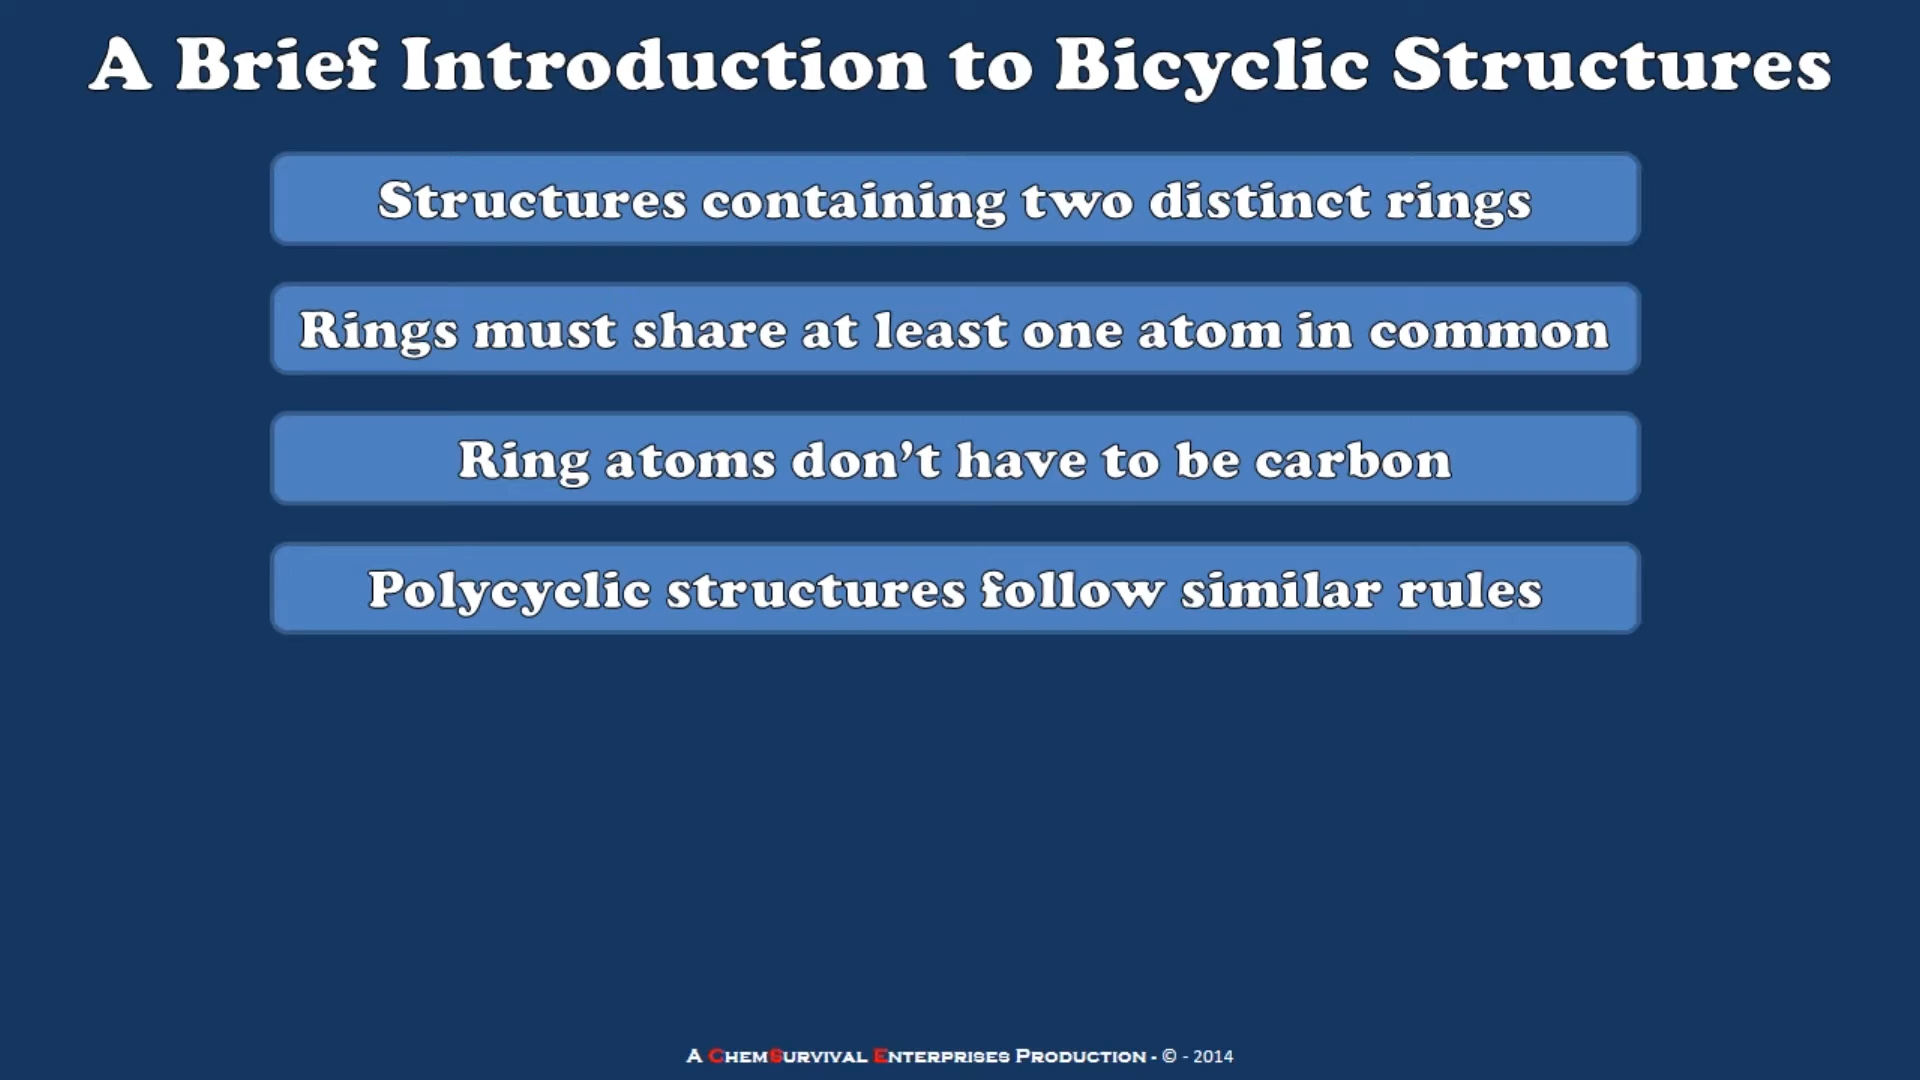 A Brief Introduction to Bicyclic Structures
Structures containing two distinct rings
Rings must share at least one atom in common
Ring atoms don’t have to be carbon
Polycyclic structures follow similar rules
A ChemSurvival Enterprises Production - © - 2014